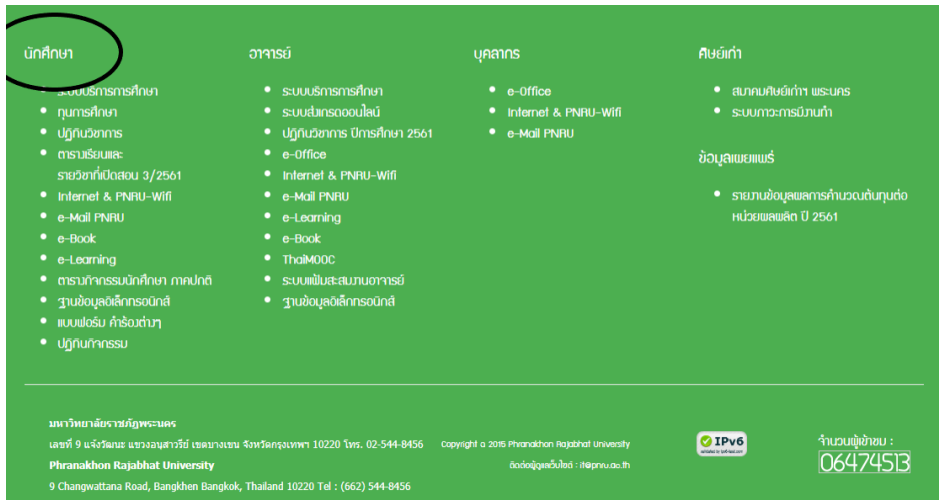 นักศึกษา
• ระบบบริการการศึกษา
• ทุนการศึกษา
• ปฏิทินวิชาการ
• ตารางเรียนและ
รายวิชาที่เปิดสอน 3/2561
• Internet & PNRU-Wifi
• e-Mail PNRU
• e-Book
• e-Learning
• ตารางกิจกรรมนักศึกษา ภาคปกติ
• ฐานข้อมูลอิเล็กทรอนิกส์
• แบบฟอร์ม คำร้องต่างๆ
• ปฏิทินกิจกรรม
อาจารย์
• ระบบบริการการศึกษา
• ระบบส่งเกรดออนไลน์
• ปฏิทินวิชาการ ปีการศึกษา 2561
• e-Office
• Internet & PNRU-Wifi
• e-Mail PNRU
• e-Learning
• e-Book
• ThaiMOOC
• ระบบแฟ้มสะสมงานอาจารย์
• ฐานข้อมูลอิเล็กทรอนิกส์
บุคลากร
• e-Office
• Internet & PNRU-Wifi
• e-Mail PNRU
ศิษย์เก่า
• สมาคมศิษย์เก่าฯ พระนคร
• ระบบภาวะการมีงานทำ
ข้อมูลเผยแพร่
• รายงานข้อมูลผลการคำนวณต้นทุนต่อ
หน่วยผลผลิต ปี 2561
มหาวิทยาลัยราชภัฏพระนคร
เลขที่ 9 แจ้งวัฒนะ แขวงอนุสาวรีย์ เขตบางเขน จังหวัดกรุงเทพฯ 10220 โทร. 02-544-8456
Phranakhon Rajabhat University
9 Changwattana Road, Bangkhen Bangkok, Thailand 10220 Tel : (662) 544-8456
Copyright © 2015 Phranakhon Rajabhat University
ติดต่อผู้ดูแลเว็บไซต์ : it@pnru.ac.th
IPv6
จำนวนผู้เข้าชม :
06474513